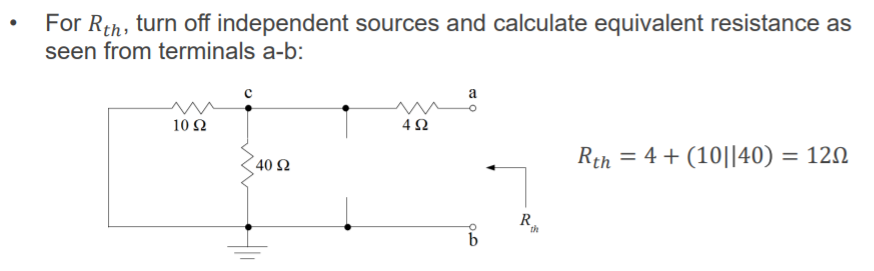 • For Rth, turn off independent sources and calculate equivalent resistance as
seen from terminals a-b:
c
a
10 Ω
4 Ω
40 Ω
Rth = 4 + (10||40) = 12Ω
Rth
b